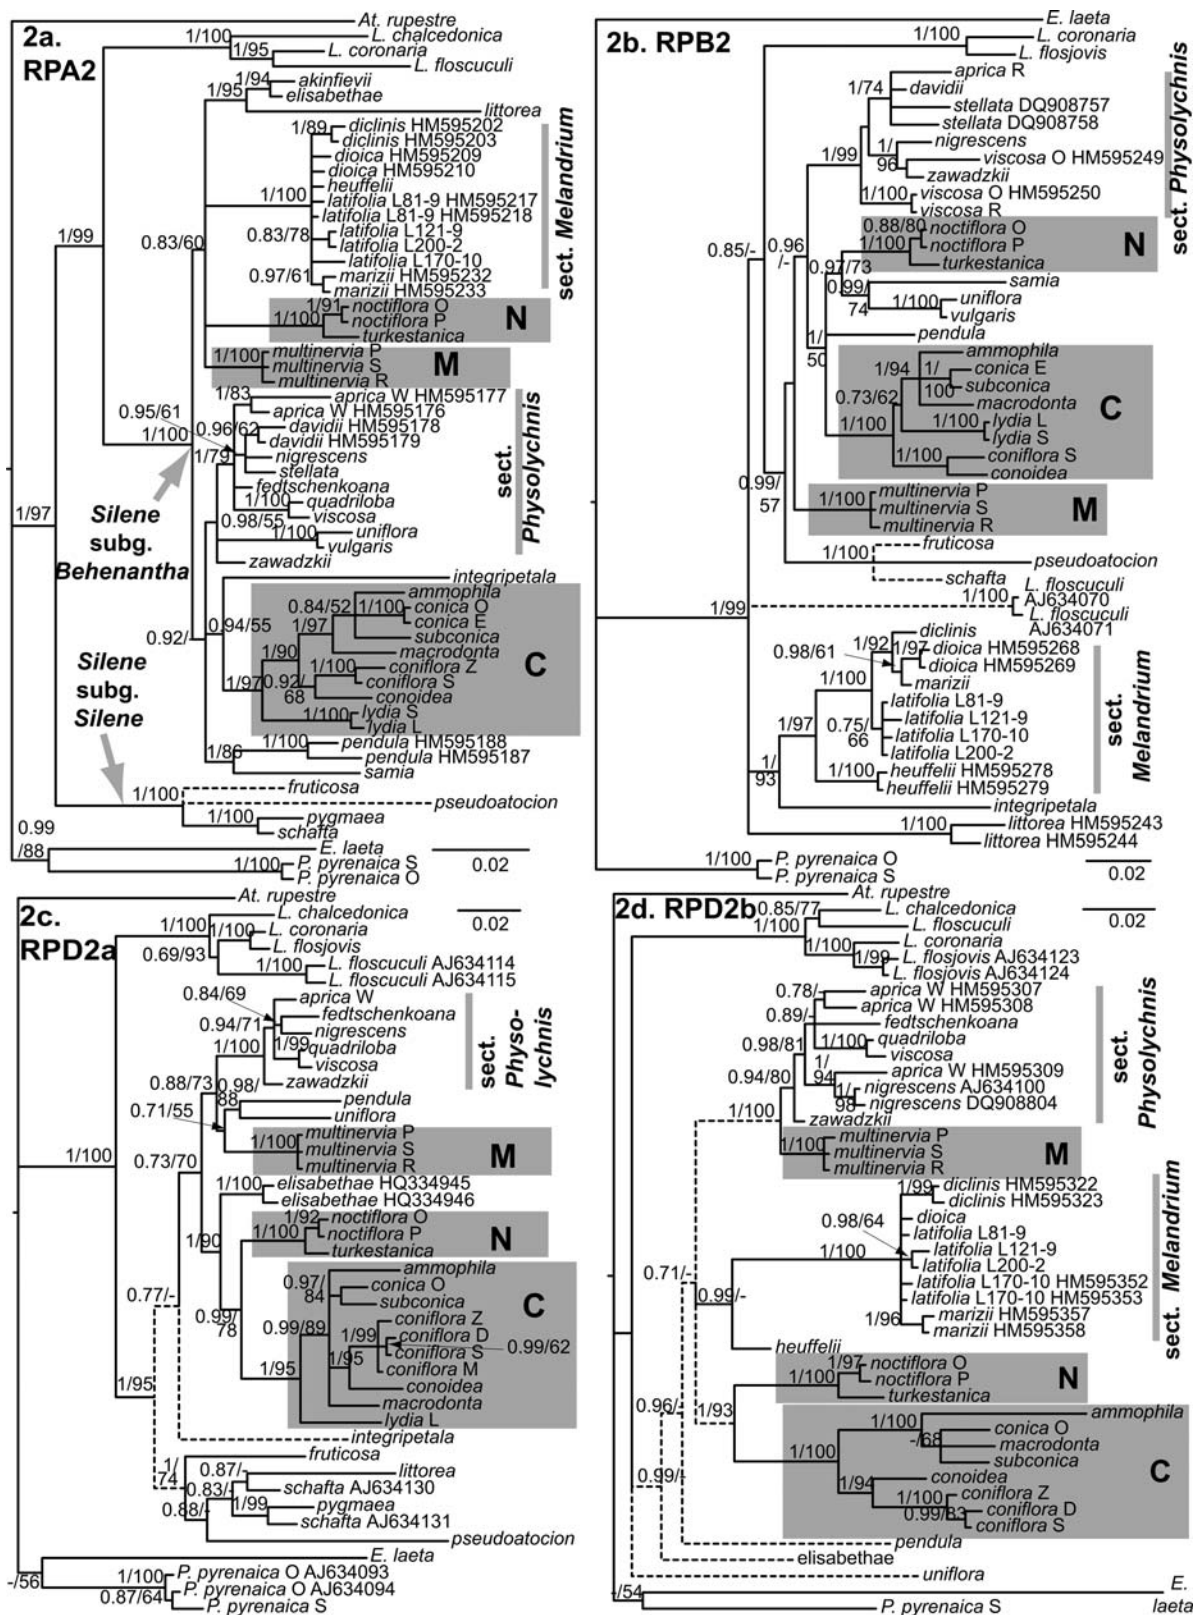 2a.
RPA2
At. rupestre
1/100
L. chalcedonica
1/95
L. coronaria
L. floscuculi
1/94
akinfievii
1/95
elisabethae
littorea
1/89
diclinis HM595202
diclinis HM595203
dioica HM595209
dioica HM595210
heuffelii
1/100
latifolia L81-9 HM595217
latifolia L81-9 HM595218
0.83/78
latifolia L121-9
latifolia L200-2
latifolia L170-10
0.97/61
marizii HM595232
marizii HM595233
sect. Melandrium
1/99
0.83/60
1/91
noctiflora O
1/100
noctiflora P
turkestanica
N
1/100
multinervia P
multinervia S
multinervia R
M
1/83
aprica W HM595177
aprica W HM595176
0.95/61
0.96/62
davidii HM595178
davidii HM595179
1/100
1/79
nigrescens
stellata
fedtschenkoana
1/100
quadriloba
viscosa
0.98/55
1/100
uniflora
vulgaris
zawadzkii
sect.
Physolychnis
1/97
Silene
subg.
Behenantha
integripetala
0.92/
0.94/55
0.84/52
ammophila
1/100
conica O
conica E
1/97
subconica
macrodonta
1/90
1/100
coniflora Z
coniflora S
1/97
0.92/
68
conoidea
1/100
lydia S
lydia L
C
Silene
subg.
Silene
1/86
1/100
pendula HM595188
pendula HM595187
samia
1/100
fruticosa
pseudoatocion
pygmaea
schafta
0.99
/88
E. laeta
1/100
P. pyrenaica S
P. pyrenaica O
0.02
2b. RPB2
E. laeta
1/100
L. coronaria
L. flosjovis
1/74
aprica R
davidii
stellata DQ908757
stellata DQ908758
1/
96
nigrescens
viscosa O HM595249
zawadzkii
1/99
1/100
viscosa O HM595250
viscosa R
sect. Physolychnis
0.85/-
0.96
/-
0.88/80
noctiflora O
1/100
noctiflora P
turkestanica
N
0.97/73
0.99/
74
samia
1/100
uniflora
vulgaris
pendula
1/
50
1/94
ammophila
1/
100
conica E
subconica
0.73/62
macrodonta
1/100
lydia L
lydia S
1/100
1/100
coniflora S
conoidea
C
0.99/
57
1/100
multinervia P
multinervia S
multinervia R
M
1/100
fruticosa
pseudoatocion
schafta
1/99
1/100
L. floscuculi
AJ634070
L. floscuculi
AJ634071
1/92
diclinis
0.98/61
1/97
dioica HM595268
dioica HM595269
marizii
1/100
latifolia L81-9
latifolia L121-9
0.75/
66
latifolia L170-10
latifolia L200-2
1/97
1/100
heuffelii HM595278
heuffelii HM595279
sect.
Melandrium
1/
93
integripetala
1/100
littorea HM595243
littorea HM595244
1/100
P. pyrenaica O
P. pyrenaica S
0.02
2c.
RPD2a
At. rupestre
0.02
1/100
L. chalcedonica
1/100
L. coronaria
L. flosjovis
0.69/93
1/100
L. floscuculi AJ634114
L. floscuculi AJ634115
0.84/69
aprica W
fedtschenkoana
0.94/71
nigrescens
1/99
quadriloba
viscosa
1/100
zawadzkii
sect.
Physo-
lychnis
0.88/73
0.98/
88
pendula
uniflora
0.71/55
1/100
multinervia P
multinervia S
multinervia R
M
1/100
0.73/70
1/100
elisabethae HQ334945
elisabethae HQ334946
1/90
1/92
noctiflora O
1/100
noctiflora P
turkestanica
N
0.77/-
0.99/
78
0.97/
84
ammophila
conica O
subconica
0.99/89
coniflora Z
1/99
coniflora D
coniflora S
0.99/62
1/95
coniflora M
1/95
conoidea
macrodonta
lydia L
C
1/95
integripetala
1/
74
fruticosa
0.87/-
littorea
0.83/-
schafta AJ634130
0.88/-
1/99
pygmaea
schafta AJ634131
pseudoatocion
-/56
E. laeta
1/100
P. pyrenaica O AJ634093
0.87/64
P. pyrenaica O AJ634094
P. pyrenaica S
2d. RPD2b
At. rupestre
0.02
0.85/77
L. chalcedonica
L. floscuculi
1/100
1/100
L. coronaria
1/99
L. flosjovis AJ634123
L. flosjovis AJ634124
0.78/-
aprica W HM595307
aprica W HM595308
0.89/-
fedtschenkoana
0.98/81
1/100
quadriloba
viscosa
0.94/80
1/
94
aprica W HM595309
1/
98
nigrescens AJ634100
nigrescens DQ908804
1/100
zawadzkii
sect.
Physolychnis
1/100
multinervia P
multinervia S
multinervia R
M
1/99
diclinis HM595322
diclinis HM595323
0.98/64
dioica
latifolia L81-9
1/100
latifolia L121-9
latifolia L200-2
latifolia L170-10 HM595352
latifolia L170-10 HM595353
1/96
marizii HM595357
marizii HM595358
sect. Melandrium
0.71/-
0.99/-
heuffelii
1/97
noctiflora O
1/100
noctiflora P
turkestanica
N
0.96/-
1/93
1/100
ammophila
-/68
conica O
macrodonta
subconica
1/100
1/94
conoidea
1/100
coniflora Z
0.99/83
coniflora D
coniflora S
C
0.99/-
pendula
elisabethae
uniflora
-/54
E.
laeta
P. pyrenaica S